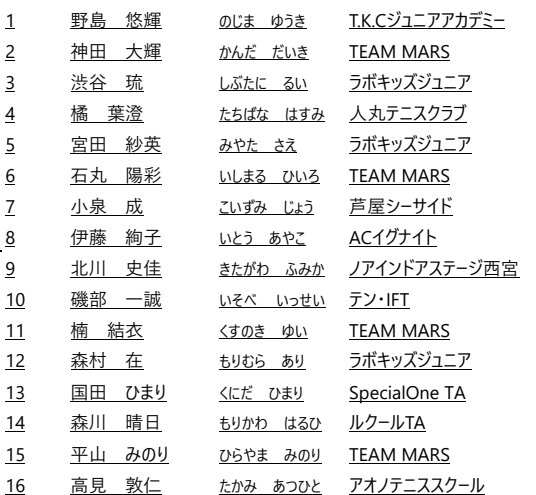 1 野島 悠輝 のじま ゆうき T.K.Cジュニアアカデミー
2 神田 大輝 かんだ だいき TEAM MARS
3 渋谷 琉 しぶたに るい ラボキッズジュニア
4 橘 葉澄 たちばな はすみ 人丸テニスクラブ
5 宮田 紗英 みやた さえ ラボキッズジュニア
6 石丸 陽彩 いしまる ひいろ TEAM MARS
7 小泉 成 こいずみ じょう 芦屋シーサイド
8 伊藤 絢子 いとう あやこ ACイグナイト
9 北川 史佳 きたがわ ふみか ノアインドアステージ西宮
10 磯部 一誠 いそべ いっせい テン・IFT
11 楠 結衣 くすのき ゆい TEAM MARS
12 森村 在 もりむら あり ラボキッズジュニア
13 国田 ひまり くにだ ひまり SpecialOne TA
14 森川 晴日 もりかわ はるひ ルクールTA
15 平山 みのり ひらやま みのり TEAM MARS
16 高見 敦仁 たかみ あつひと アオノテニススクール